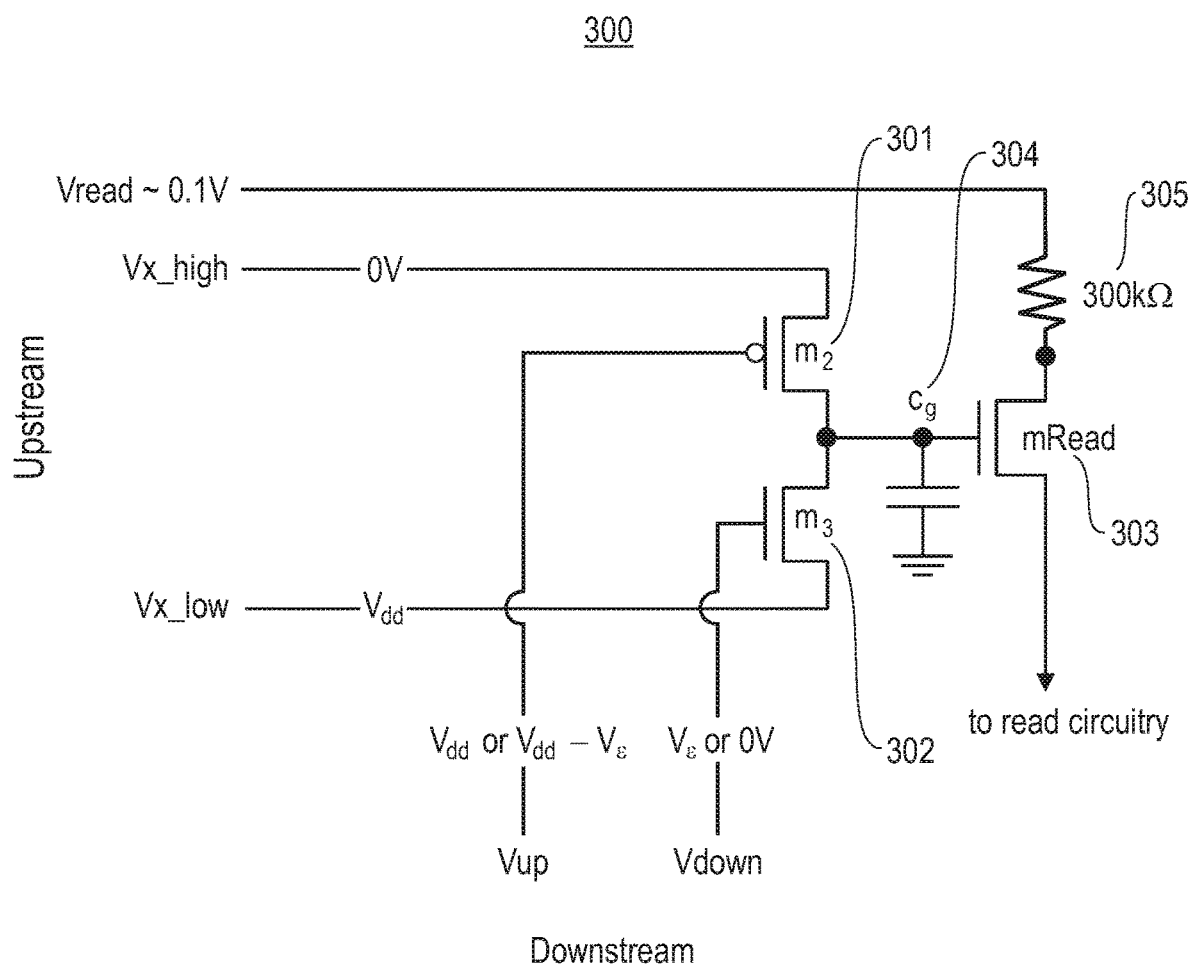 300
301
304
305
Vread ~ 0.1V
Vx_high
0V
300kΩ
m2
cg
Upstream
mRead
m3
303
Vx_low
Vdd
to read circuitry
Vdd or Vdd – Vε
Vε or 0V
302
Vup
Vdown
Downstream